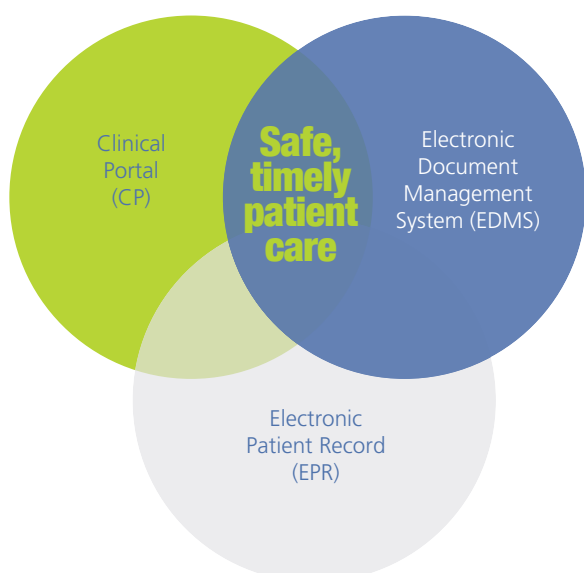 Clinical
Portal
(CP)
Safe,
timely
patient
care
Electronic
Document
Management
System (EDMS)
Electronic
Patient Record
(EPR)